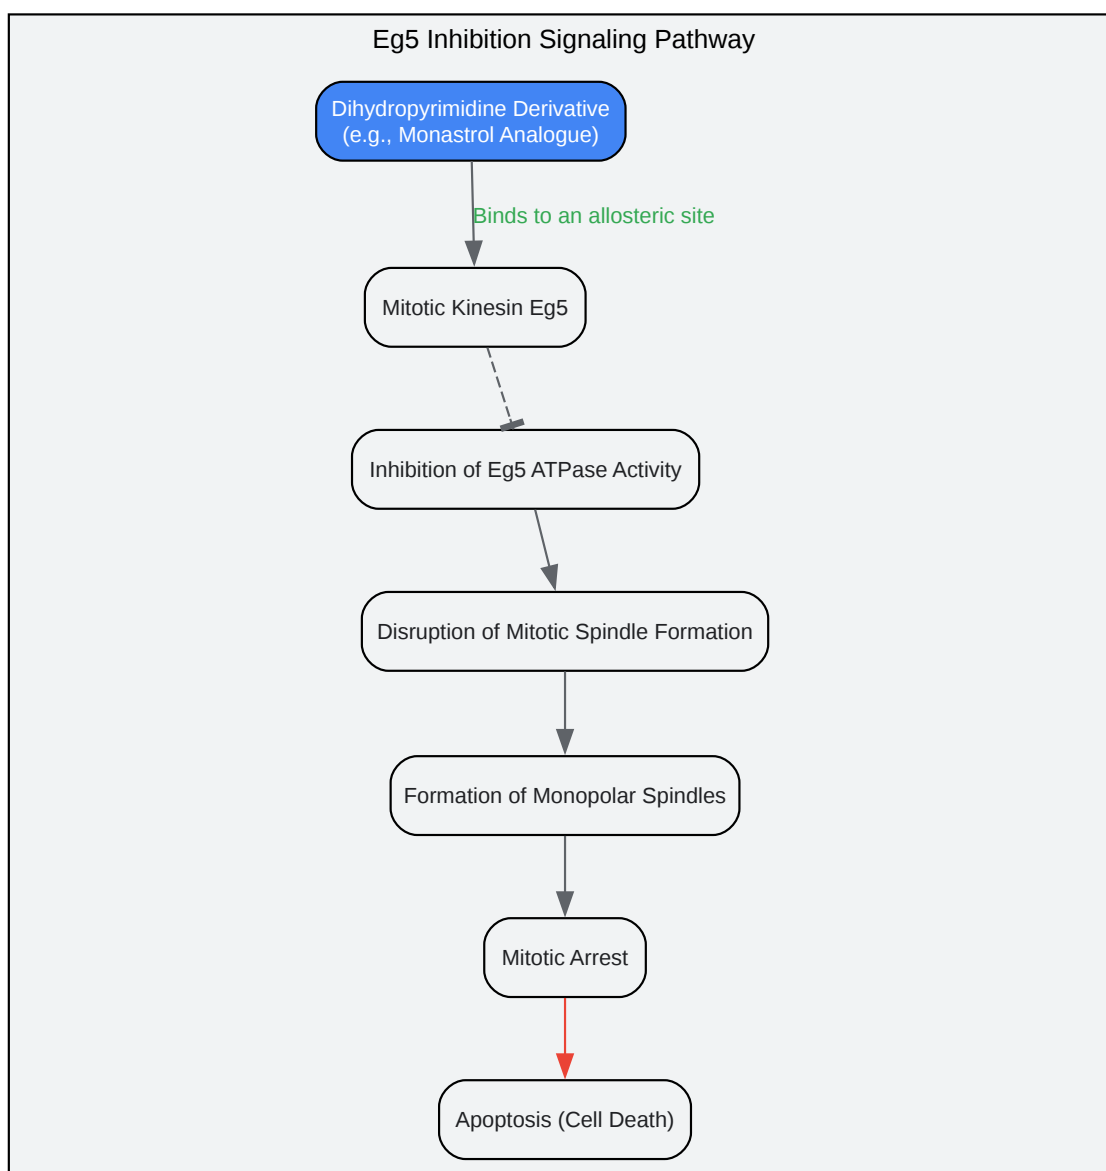 Eg5 Inhibition Signaling Pathway
Dihydropyrimidine Derivative
(e.g., Monastrol Analogue)
Binds to an allosteric site
Mitotic Kinesin Eg5
Inhibition of Eg5 ATPase Activity
Disruption of Mitotic Spindle Formation
Formation of Monopolar Spindles
Mitotic Arrest
Apoptosis (Cell Death)